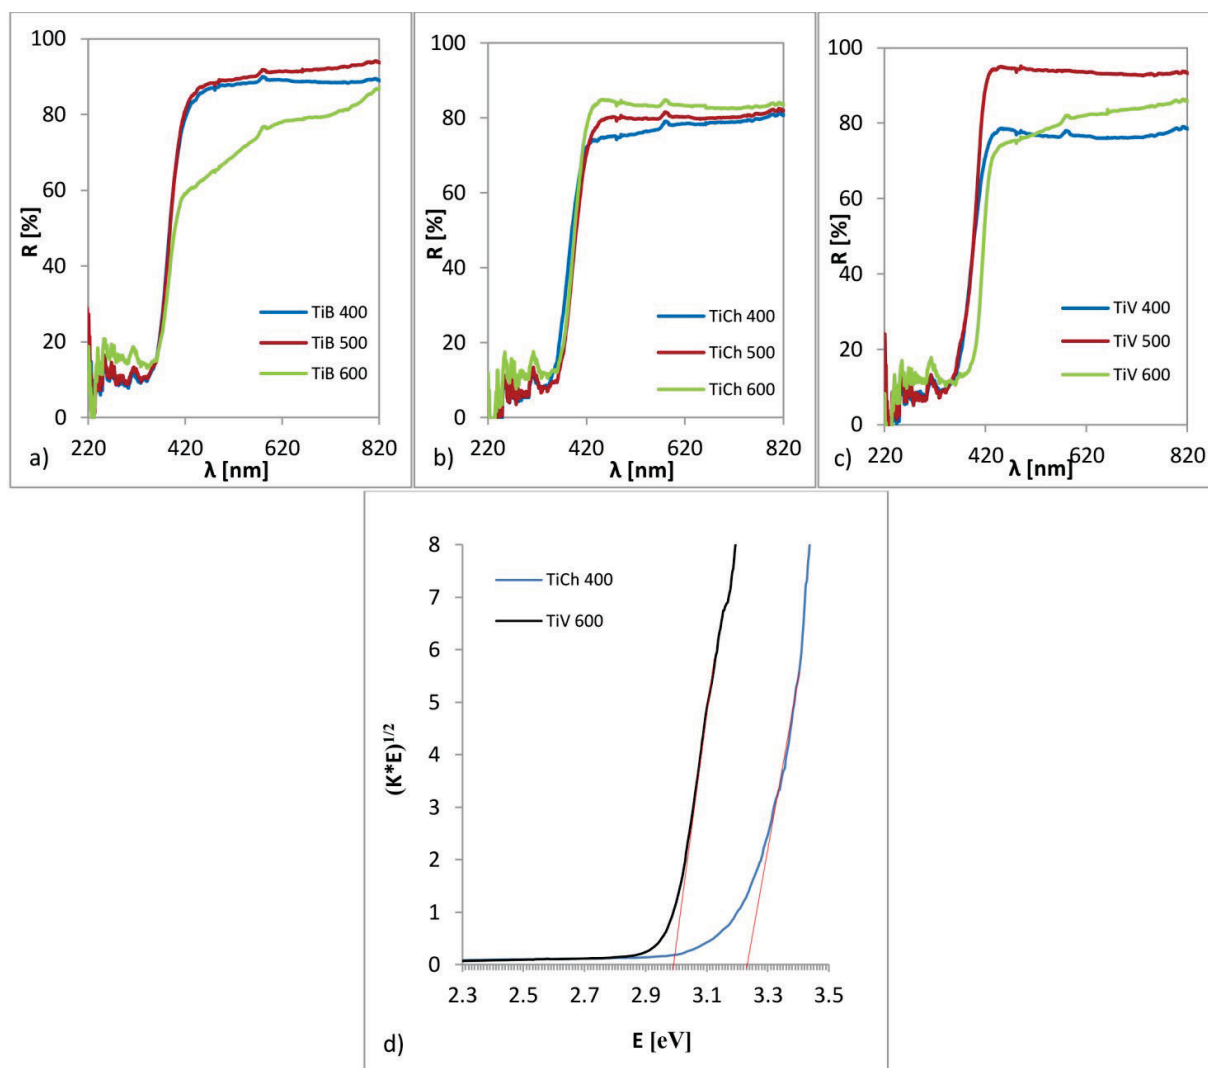 100
80
60
40
20
0
R [%]
TiB 400
TiB 500
TiB 600
220 420 620 820
λ [nm]
a)
100
80
60
40
20
0
R [%]
TiCh 400
TiCh 500
TiCh 600
220 420 620 820
λ [nm]
b)
100
80
60
40
20
0
R [%]
TiV 400
TiV 500
TiV 600
220 420 620 820
λ [nm]
c)
8
7
6
5
4
3
2
1
0
(K*E)1/2
TiCh 400
TiV 600
2.3 2.5 2.7 2.9 3.1 3.3 3.5
E [eV]
d)